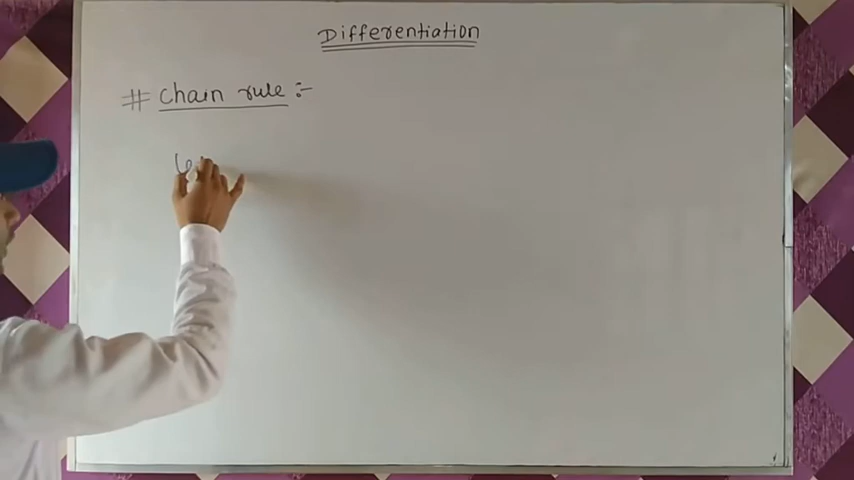 Differentiation
# Chain rule :-